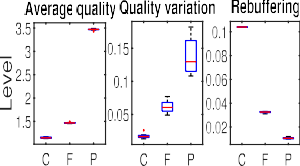 Average quality
Quality variation
Rebuffering
Level
3.5
3
2.5
2
1.5
C F P
0.15
0.1
0.05
C F P
0.1
0.08
0.06
0.04
0.02
C F P